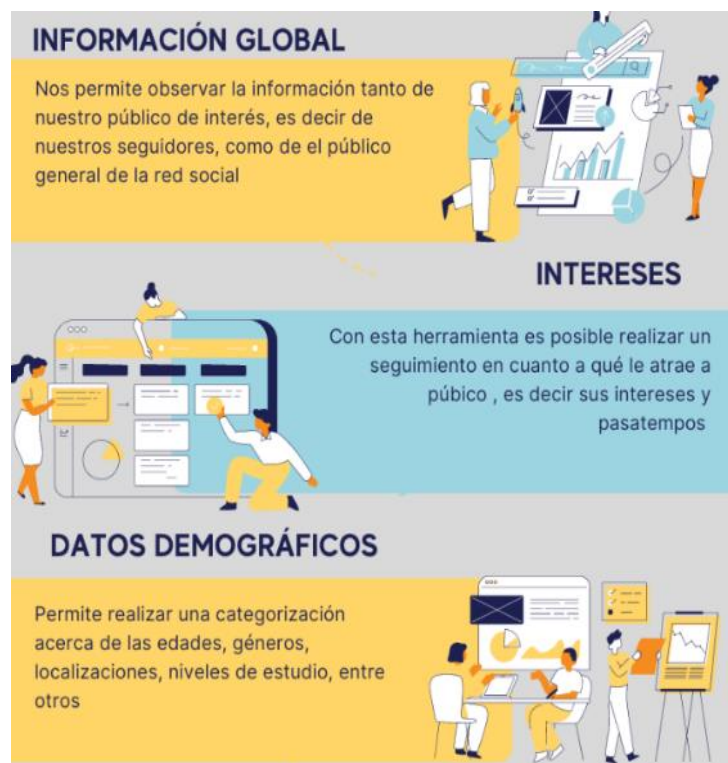 INFORMACIÓN GLOBAL
Nos permite observar la información tanto de
nuestro público de interés, es decir de
nuestros seguidores, como de el público
general de la red social
INTERESES
Con esta herramienta es posible realizar un
seguimiento en cuanto a qué le atrae a
púbico , es decir sus intereses y
pasatempos
DATOS DEMOGRÁFICOS
Permite realizar una categorización
acerca de las edades, géneros,
localizaciones, niveles de estudio, entre
otros